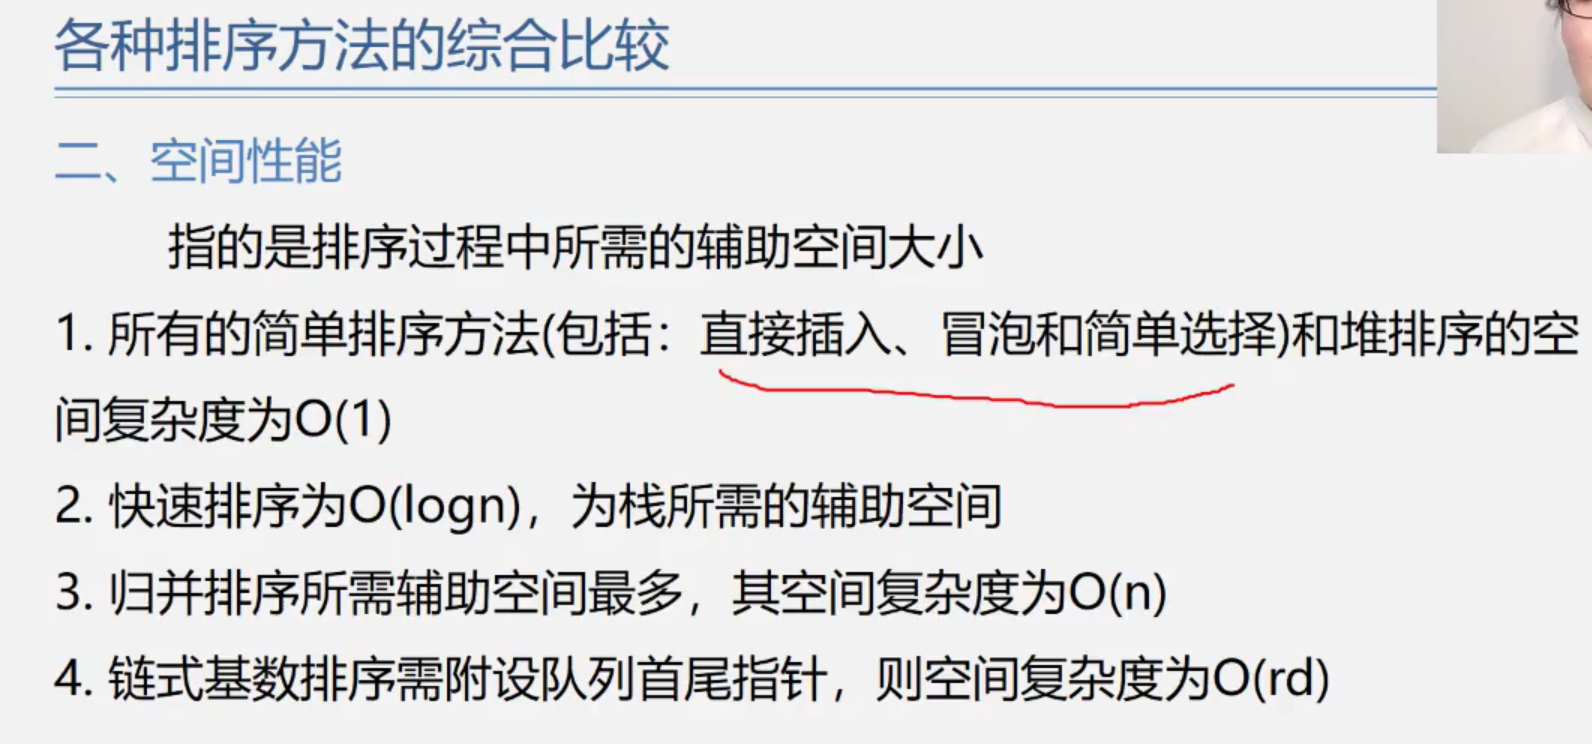 各种排序方法的综合比较
二、空间性能
指的是排序过程中所需的辅助空间大小
1. 所有的简单排序方法(包括：直接插入、冒泡和简单选择)和堆排序的空
间复杂度为O(1)
2. 快速排序为O(logn)，为栈所需的辅助空间
3. 归并排序所需辅助空间最多，其空间复杂度为O(n)
4. 链式基数排序需附设队列首尾指针，则空间复杂度为O(rd)